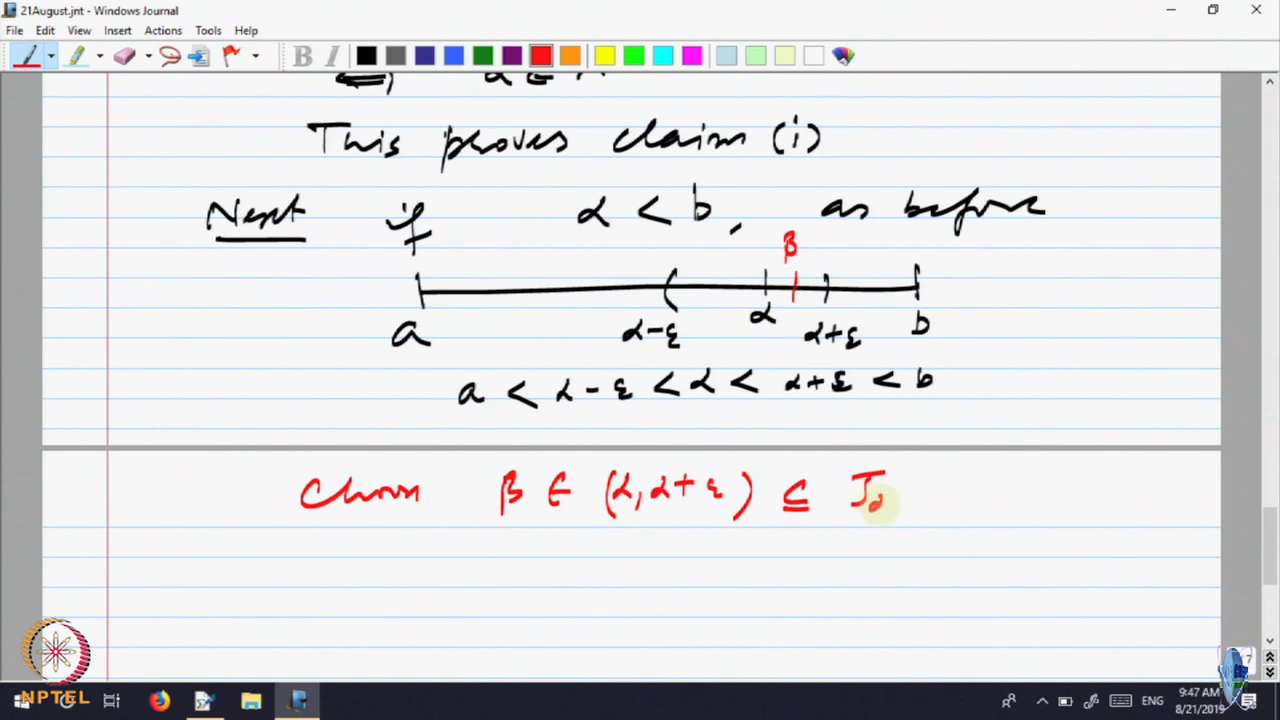 21August.jnt - Windows Journal
File Edit View Insert Actions Tools Help
α ∈
This proves claim (i)
Next if α < b, as before
β
a α-ε α α+ε b
a < α - ε < α < α+ε < b
β ∈ (α, α+ε) ⊆ J
NPTEL
ENG
9:47 AM
8/21/2019